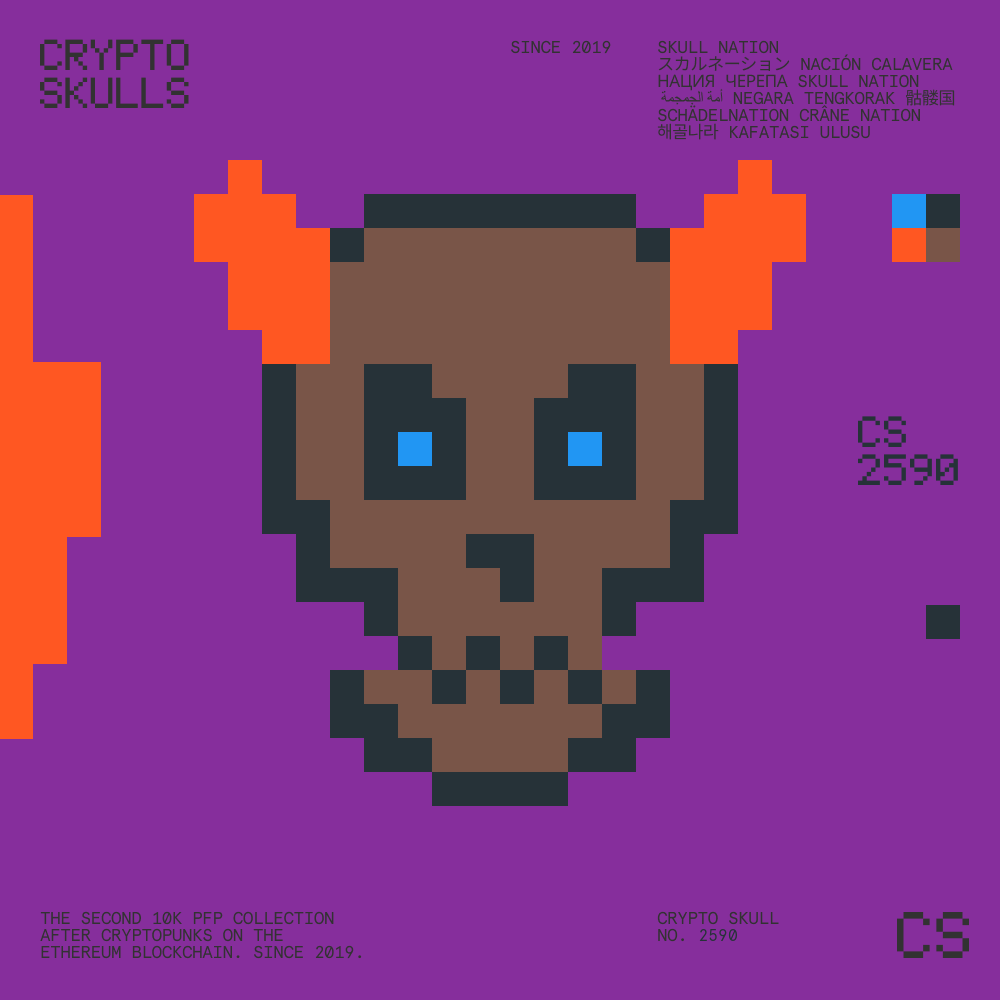 CRYPTO
SKULLS
SINCE 2019
SKULL NATION
スカルネーション NACIÓN CALAVERA
НАЦИЯ ЧЕРЕПА SKULL NATION
أمة الجمجمة NEGARA TENGKORAK 骷髅国
SCHÄDELNATION CRÂNE NATION
해골나라 KAFATASI ULUSU
CS
2590
THE SECOND 10K PFP COLLECTION
AFTER CRYPTOPUNKS ON THE
ETHEREUM BLOCKCHAIN. SINCE 2019.
CRYPTO SKULL
NO. 2590
CS